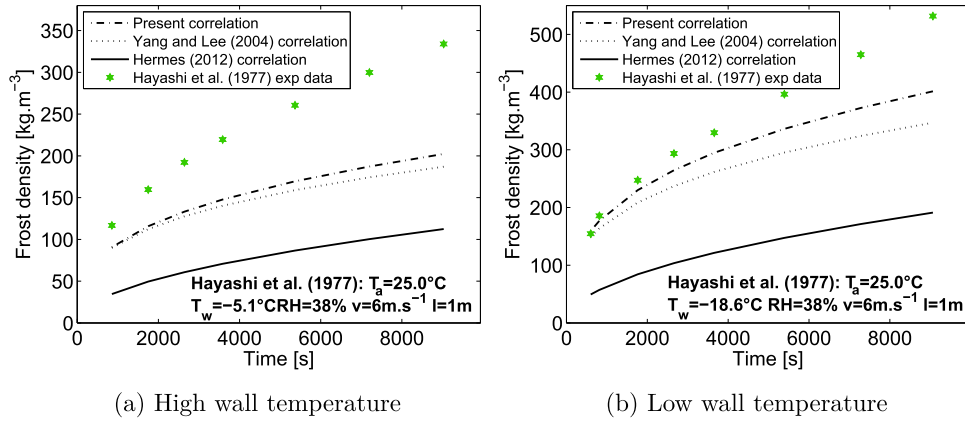 Present correlation
Yang and Lee (2004) correlation
Hermes (2012) correlation
Hayashi et al. (1977) exp data
Frost density [kg.m⁻³]
350
300
250
200
150
100
50
0
Hayashi et al. (1977): Tₐ=25.0°C
T_w=−5.1°CRH=38% v=6m.s⁻¹ l=1m
0 2000 4000 6000 8000
Time [s]
(a) High wall temperature
Present correlation
Yang and Lee (2004) correlation
Hermes (2012) correlation
Hayashi et al. (1977) exp data
Frost density [kg.m⁻³]
500
400
300
200
100
0
Hayashi et al. (1977): Tₐ=25.0°C
T_w=−18.6°C RH=38% v=6m.s⁻¹ l=1m
0 2000 4000 6000 8000
Time [s]
(b) Low wall temperature